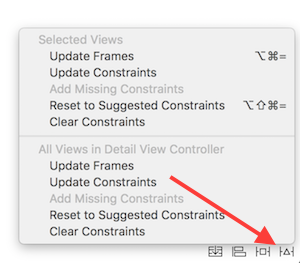 Selected Views
Update Frames ⌥⌘=
Update Constraints
Add Missing Constraints
Reset to Suggested Constraints ⌥⇧⌘=
Clear Constraints
All Views in Detail View Controller
Update Frames
Update Constraints
Add Missing Constraints
Reset to Suggested Constraints
Clear Constraints